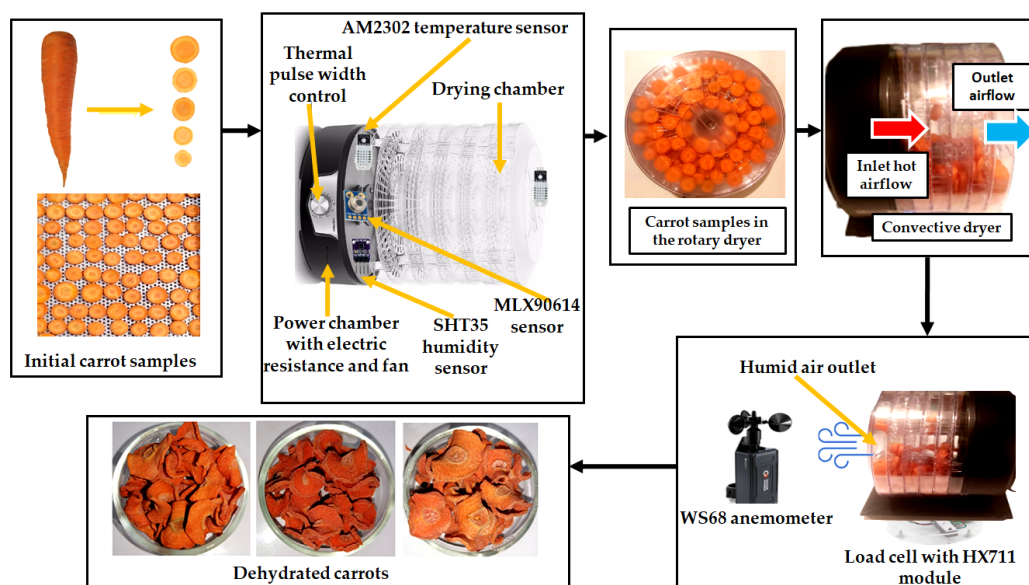 Initial carrot samples
AM2302 temperature sensor
Thermal
pulse width
control
Drying chamber
Power chamber
with electric
resistance and fan
SHT35
humidity
sensor
MLX90614
sensor
Carrot samples in
the rotary dryer
Outlet
airflow
Inlet hot
airflow
Convective dryer
Humid air outlet
WS68 anemometer
Load cell with HX711
module
Dehydrated carrots